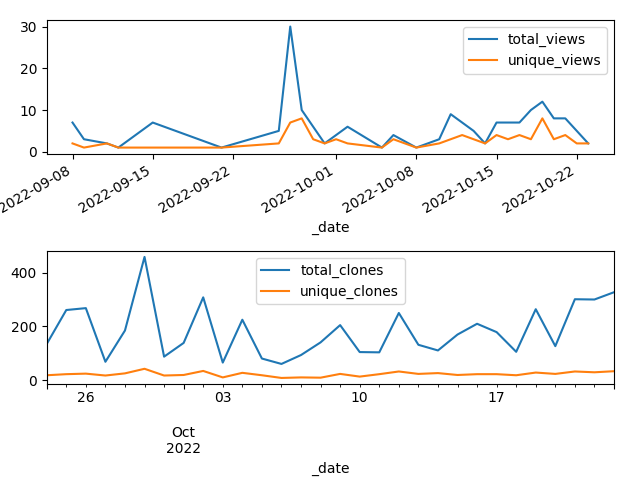 30
20
10
0
total_views
unique_views
2022-09-08
2022-09-15
2022-09-22
2022-10-01
2022-10-08
2022-10-15
2022-10-22
_date
400
200
0
total_clones
unique_clones
26
03
10
17
Oct
2022
_date